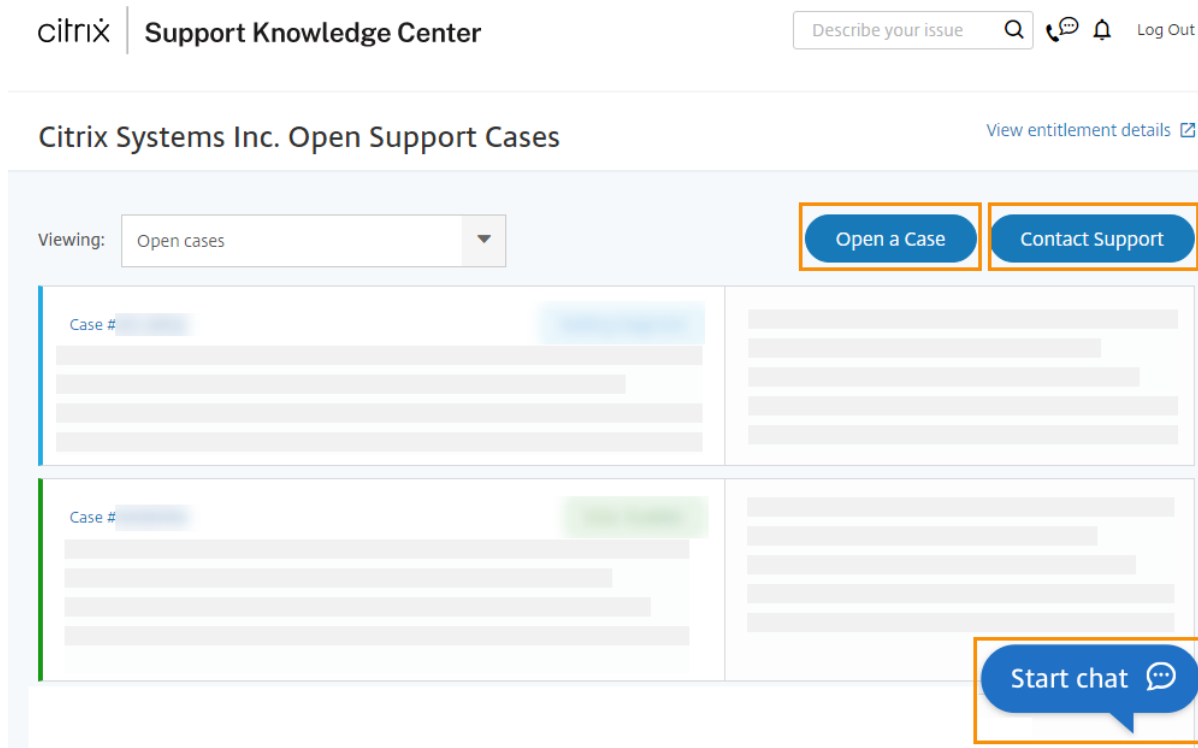 citrix
Support Knowledge Center
Describe your issue
Log Out
Citrix Systems Inc. Open Support Cases
View entitlement details
Viewing:
Open cases
Open a Case
Contact Support
Case #
Case #
Start chat